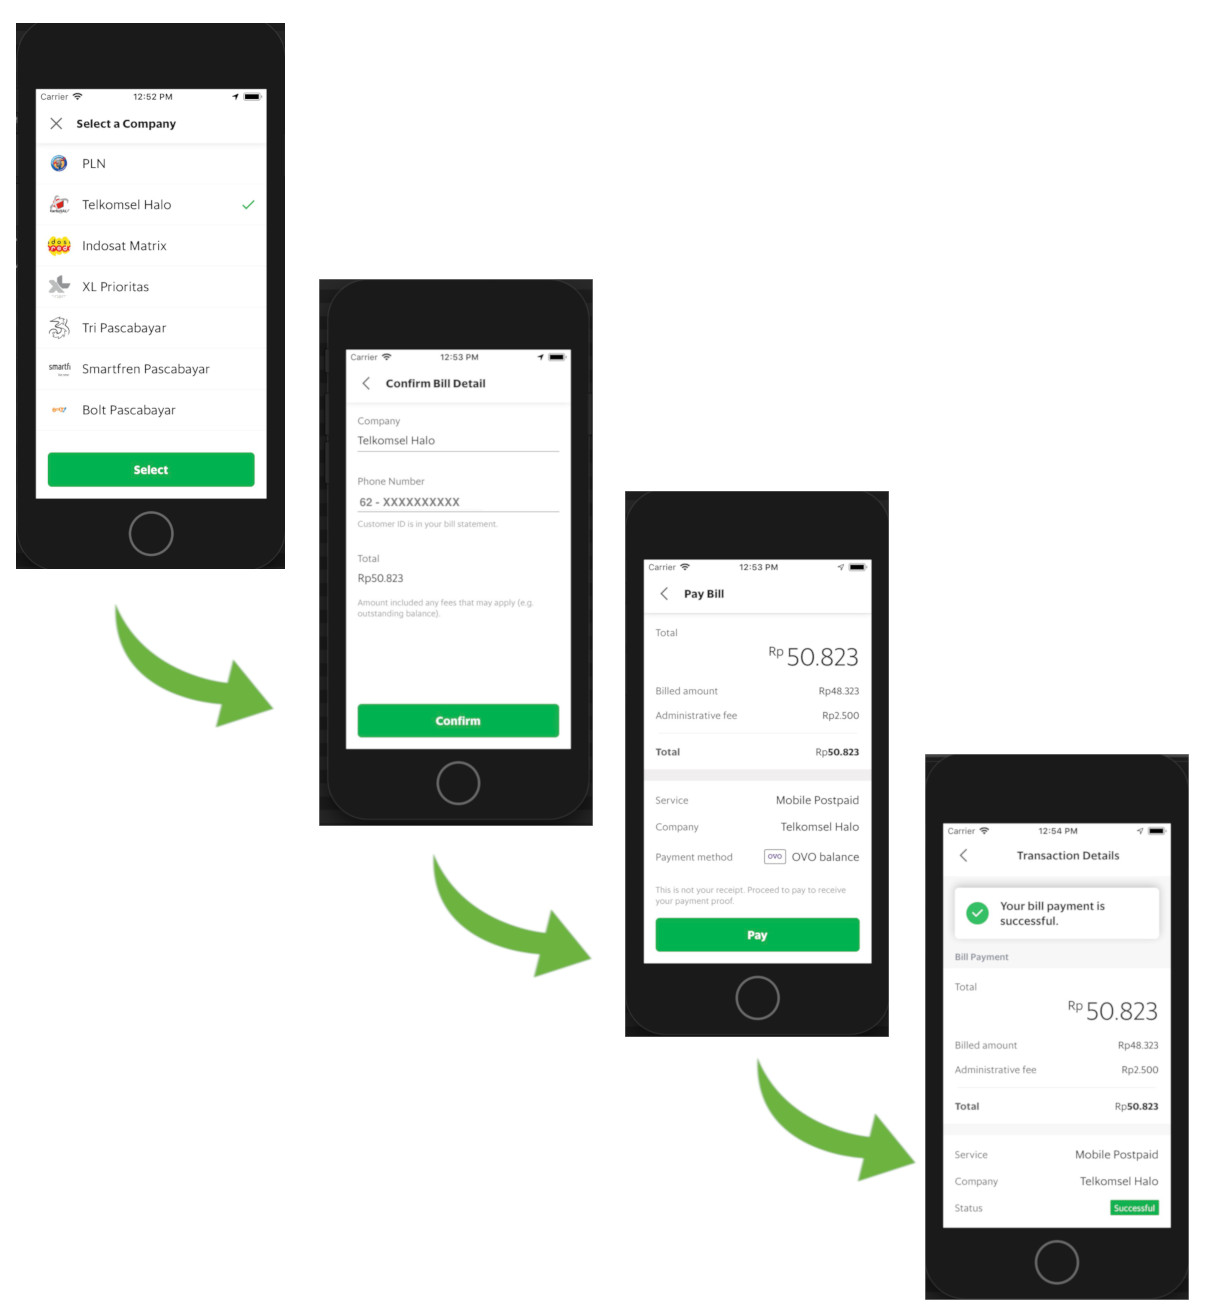 Carrier 12:52 PM
Select a Company
PLN
Telkomsel Halo
Indosat Matrix
XL Prioritas
Tri Pascabayar
smartfr Smartfren Pascabayar
Bolt Pascabayar
Select
Carrier 12:53 PM
Confirm Bill Detail
Company
Telkomsel Halo
Phone Number
62 - XXXXXXXXXX
Customer ID is in your bill statement.
Total
Rp50.823
Amount included any fees that may apply (e.g.
outstanding balance).
Confirm
Carrier 12:53 PM
Pay Bill
Total
Rp 50.823
Billed amount Rp48.323
Administrative fee Rp2.500
Total Rp50.823
Service Mobile Postpaid
Company Telkomsel Halo
Payment method OVO OVO balance
This is not your receipt. Proceed to pay to receive
your payment proof.
Pay
Carrier 12:54 PM
Transaction Details
Your bill payment is
successful.
Bill Payment
Total
Rp 50.823
Billed amount Rp48.323
Administrative fee Rp2.500
Total Rp50.823
Service Mobile Postpaid
Company Telkomsel Halo
Status Successful